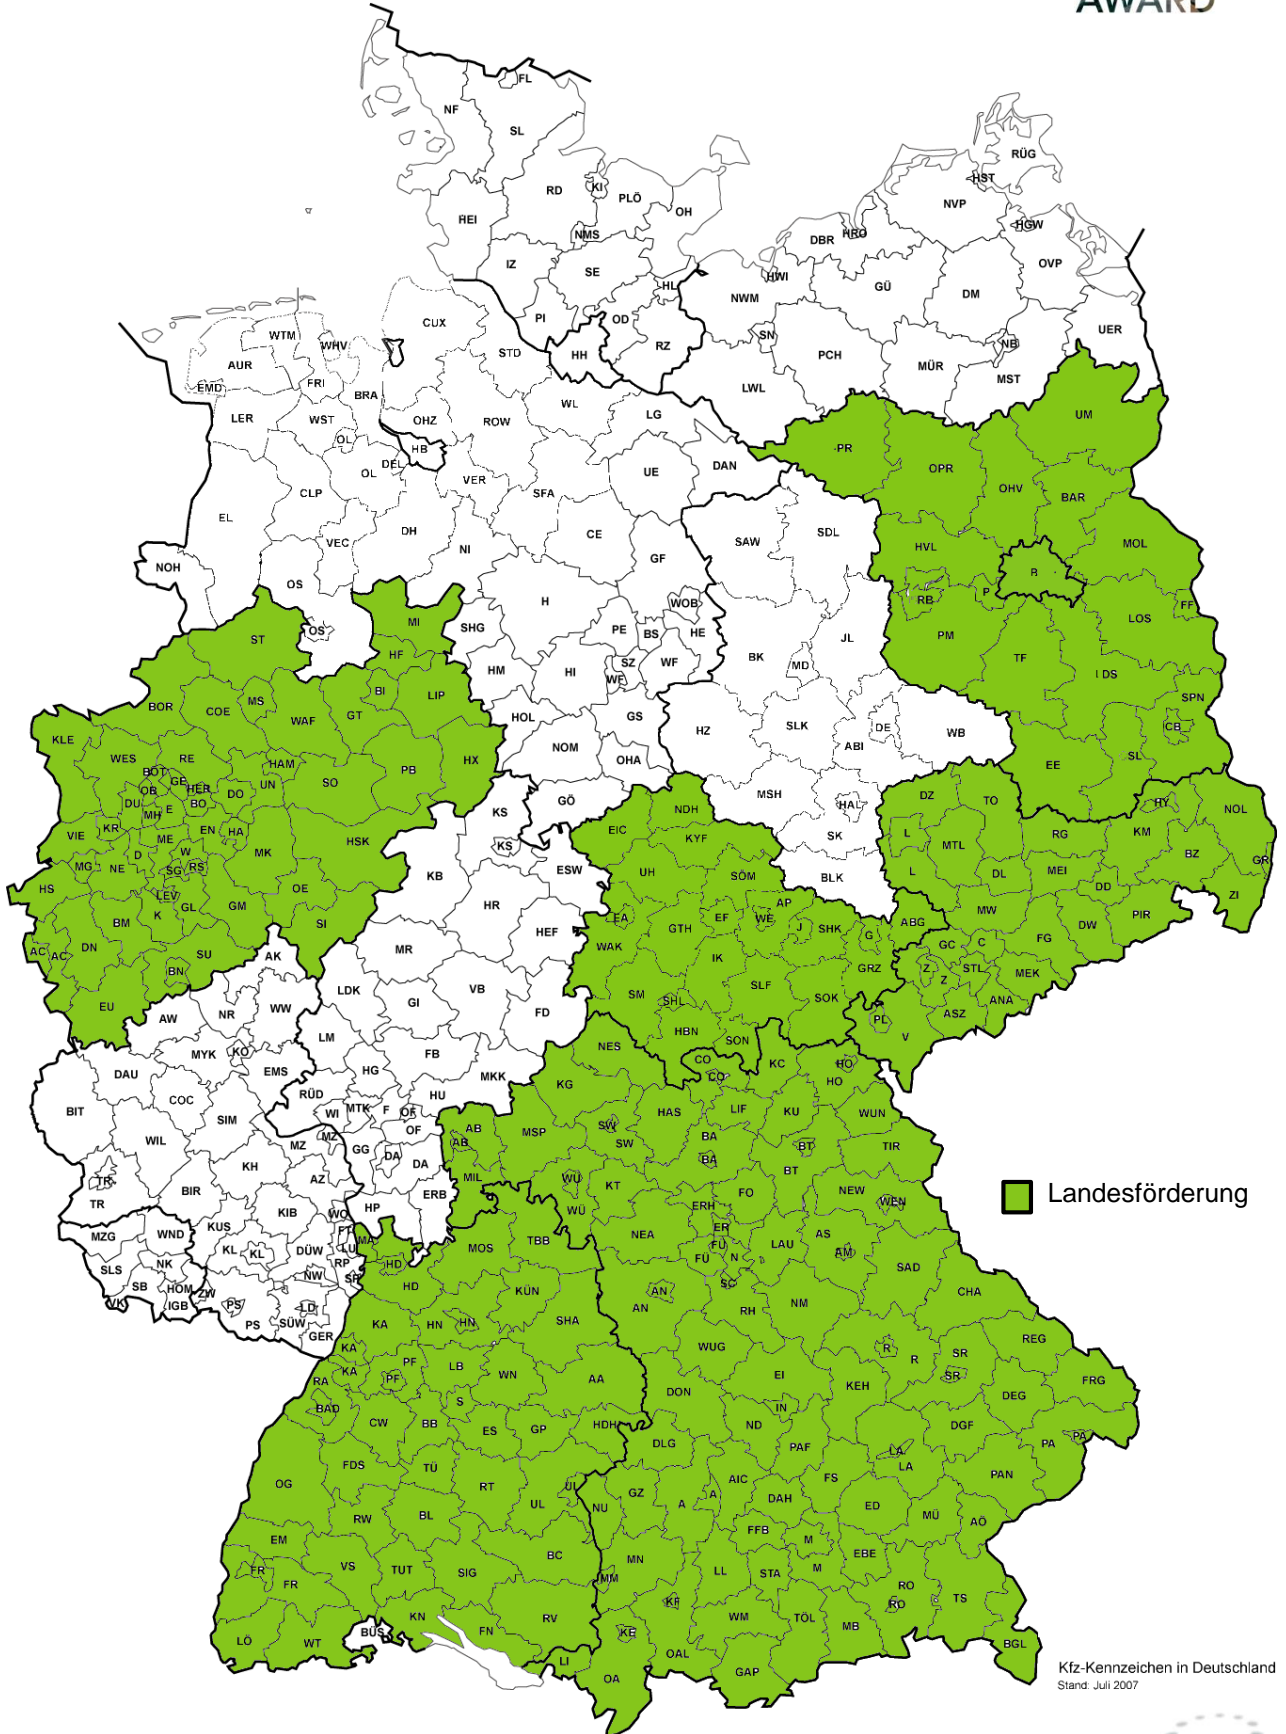 AWARD
FL
NF
SL
RÜG
HST
RD KI PLÖ
NVP
HEI
OH
NMS
HGW
DBR HRO
IZ
SE
OVP
HWI
HL
GÜ
DM
NWM
CUX
PI
OD
UER
WTM
SN
RZ
NB
WHV
STD
HH
PCH
AUR
MÜR
MST
FRI
EMD
BRA
LWL
WL
LG
LER
WST
OHZ
ROW
UM
OL
HB
PR
DEL
DAN
OPR
OL
UE
VER
OHV
BAR
CLP
SFA
EL
DH
CE
SDL
SAW
VEC
NI
HVL
MOL
GF
NOH
B
OS
P
RB
H
WOB
FF
MI
LOS
SHG
PE
BS
HE
OS
ST
PM
JL
HF
BK
TF
SZ
WF
MD
HM
HI
WF
LDS
BI
LIP
SPN
MS
BOR
COE
GT
WAF
HOL
GS
SLK
DE
CB
HZ
WB
KLE
ABI
NOM
SL
WES
RE
OHA
HX
HAM
EE
BOT
PB
GE
SO
UN
HER
OB
DO
MSH
DZ
TO
DU
BO
GÖ
HAL
HY
MH
E
NOL
NDH
KS
KR
EN
HA
EIC
L
RG
KM
VIE
ME
KYF
SK
HSK
KS
MTL
W
D
MK
BZ
GR
MG
NE
SG
RS
UH
ESW
MEI
L
DL
SÖM
BLK
KB
HS
OE
DD
LEV
ZI
HR
AP
BM
K
GL
GM
MW
PIR
EA
EF
WE
ABG
SI
GTH
J
SHK
DW
HEF
G
FG
AC
AC
DN
WAK
GC
C
MR
SU
AK
IK
GRZ
Z
STL
MEK
BN
Z
SLF
VB
LDK
SM
SOK
EU
WW
GI
SHL
ANA
NR
FD
ASZ
AW
PL
HBN
LM
V
SON
NES
MYK
KO
FB
CO
HO
KC
DAU
EMS
HG
CO
MKK
KG
HO
RÜD
HU
COC
BIT
MTK
F
OF
HAS
LIF
KU
WUN
WI
SIM
AB
SW
OF
MSP
WIL
MZ
MZ
BA
AB
SW
BT
TIR
GG
DA
BA
DA
KH
BT
AZ
MIL
WÜ
TR
KT
BIR
NEW
FO
ERB
WEN
TR
HP
ERH
WÜ
KIB
WO
KUS
ER
MZG
WND
FT
NEA
AS
MA
TBB
LAU
FÜ
MOS
KL
KL
DÜW
LU
AM
FÜ
N
NK
HD
RP
SAD
SLS
NW
SP
SC
SB
HOM
HD
CHA
AN
ZW
KÜN
VK
IGB
PS
LD
AN
NM
RH
SHA
KA
HN
HN
PS
SÜW
GER
REG
KA
WUG
R
SR
R
PF
LB
WN
KA
EI
SR
FRG
PF
AA
RA
KEH
DEG
DON
S
BAD
IN
CW
BB
ES
GP
HDH
ND
DGF
PA
PA
DLG
PAF
LA
FDS
TÜ
LA
PAN
FS
AIC
OG
RT
UL
GZ
A
DAH
UL
NU
A
ED
RW
BL
MÜ
AÖ
FFB
EM
M
EBE
BC
MN
VS
FR
TUT
SIG
LL
STA
M
MM
FR
RO
TS
KF
RO
KN
RV
WM
TÖL
MB
FN
BÜS
KE
LÖ
WT
BGL
OAL
LI
GAP
OA
Landesförderung
Kfz-Kennzeichen in Deutschland
Stand: Juli 2007